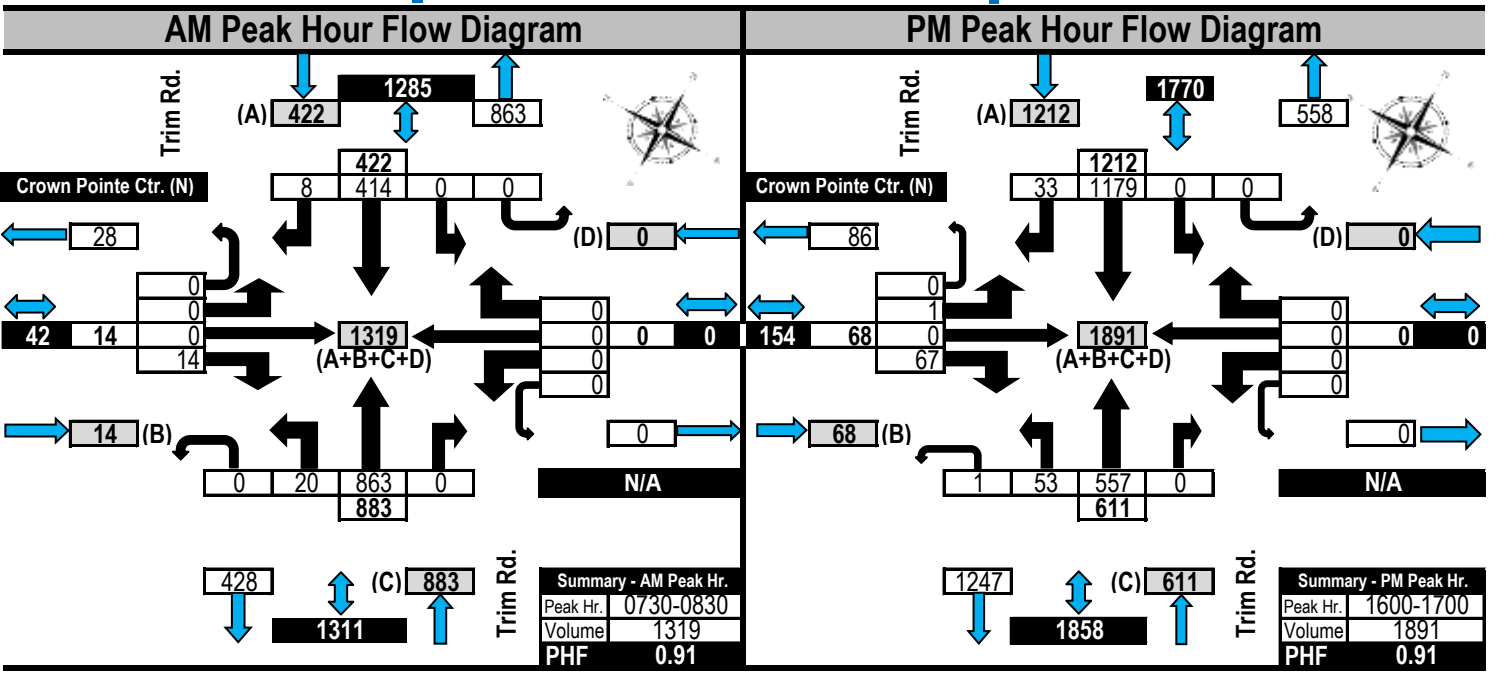 AM Peak Hour Flow Diagram
Trim Rd.
1285
(A) 422
863
422
Crown Pointe Ctr. (N)
8 414 0 0
28
(D) 0
0
0
0
42 14 0
1319
0 0 0
14
(A+B+C+D)
0
0
14 (B)
0
0 20 863 0
N/A
883
428
(C) 883
Trim Rd.
1311
Summary - AM Peak Hr.
Peak Hr. 0730-0830
Volume 1319
PHF 0.91
PM Peak Hour Flow Diagram
Trim Rd.
1770
(A) 1212
558
1212
Crown Pointe Ctr. (N)
33 1179 0 0
86
(D) 0
0
1
0
154 68 0
1891
0 0 0
67
(A+B+C+D)
0
0
68 (B)
0
1 53 557 0
N/A
611
1247
(C) 611
Trim Rd.
1858
Summary - PM Peak Hr.
Peak Hr. 1600-1700
Volume 1891
PHF 0.91